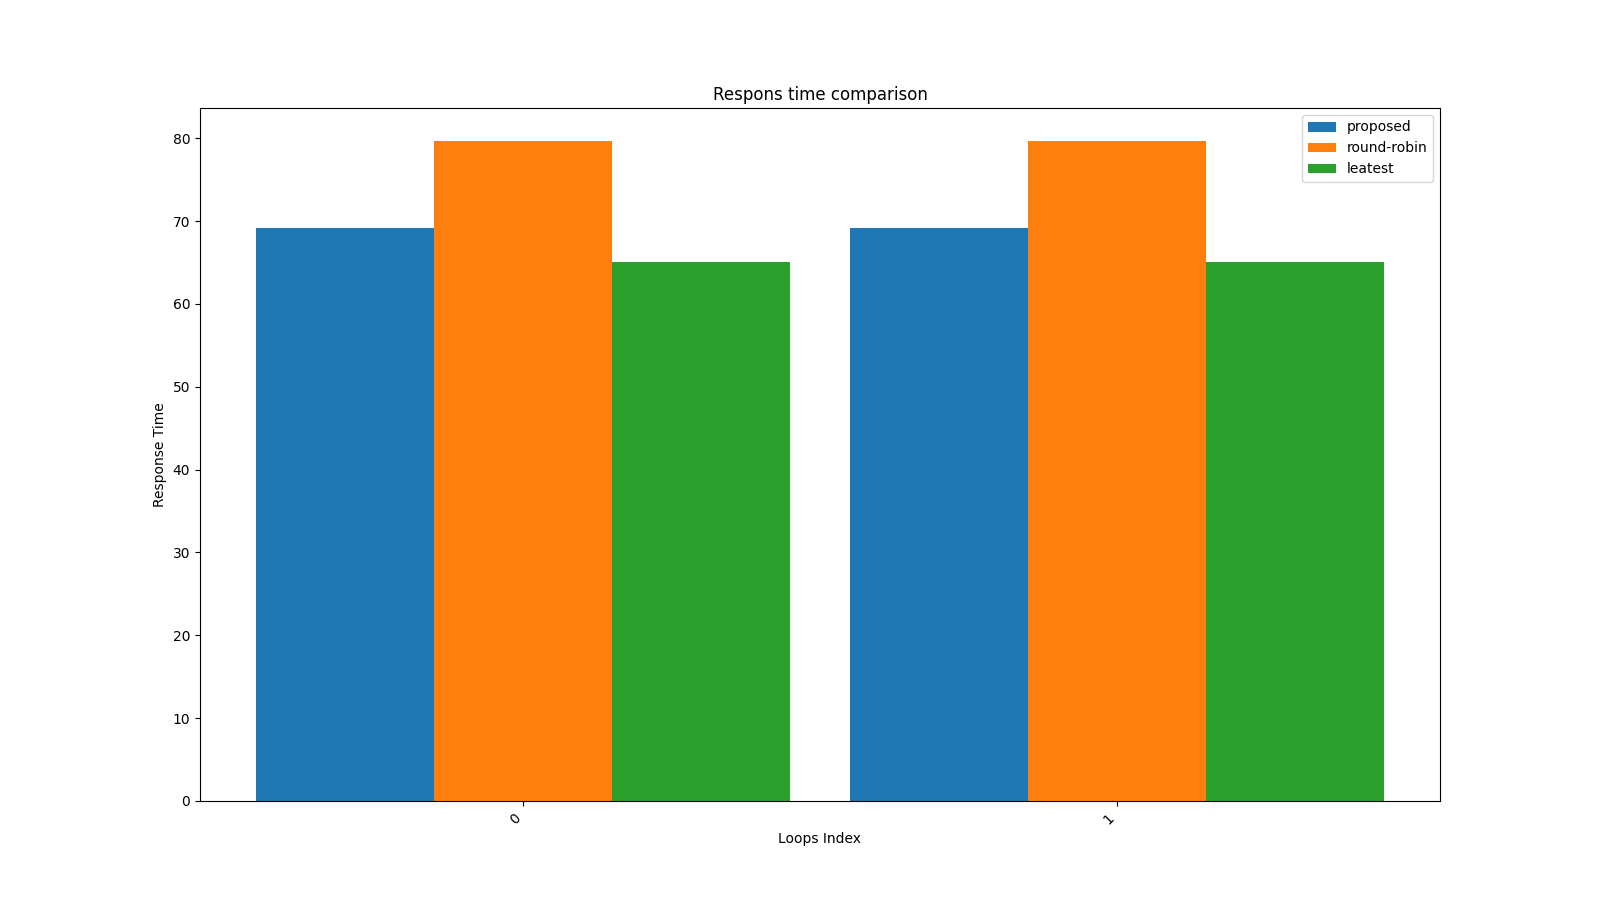 Respons time comparison
proposed
round-robin
leatest
80
70
60
50
40
30
20
10
0
Response Time
0
1
Loops Index